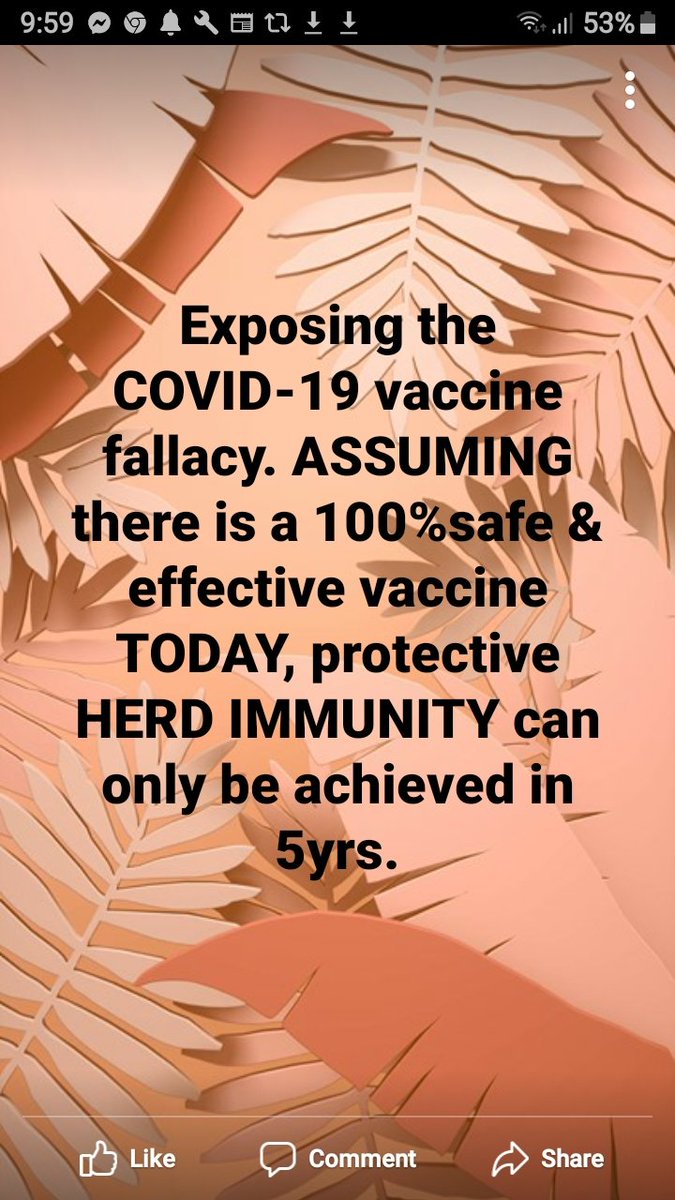 9:59 53%
Exposing the
COVID-19 vaccine
fallacy. ASSUMING
there is a 100%safe &
effective vaccine
TODAY, protective
HERD IMMUNITY can
only be achieved in
5yrs.
Like Comment Share